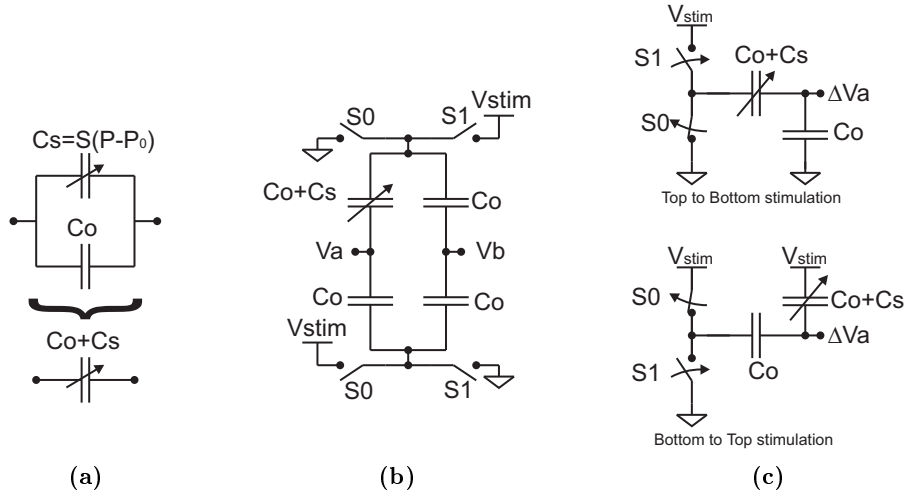 Cs=S(P-P0)
Co
Co+Cs
(a)
S0
S1
Vstim
Co+Cs
Co
Va
Vb
Co
Co
Vstim
S0
S1
(b)
Vstim
S1
Co+Cs
ΔVa
S0
Co
Top to Bottom stimulation
Vstim
Vstim
S0
Co+Cs
ΔVa
S1
Co
Bottom to Top stimulation
(c)